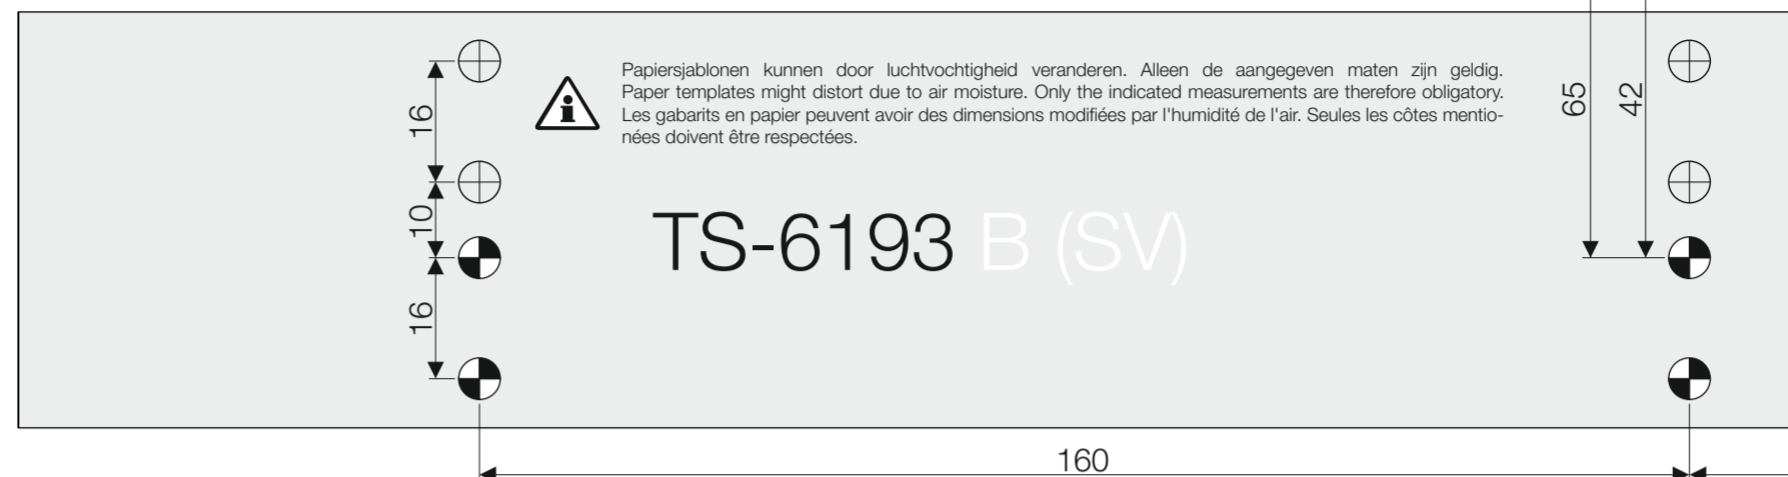 Papiersjablonen kunnen door luchtvochtigheid veranderen. Alleen de aangegeven maten zijn geldig.
Paper templates might distort due to air moisture. Only the indicated measurements are therefore obligatory.
Les gabarits en papier peuvent avoir des dimensions modifiées par l'humidité de l'air. Seules les côtes mentio-
nées doivent être respectées.
16
65
42
10
TS-6193 B (SV)
16
160